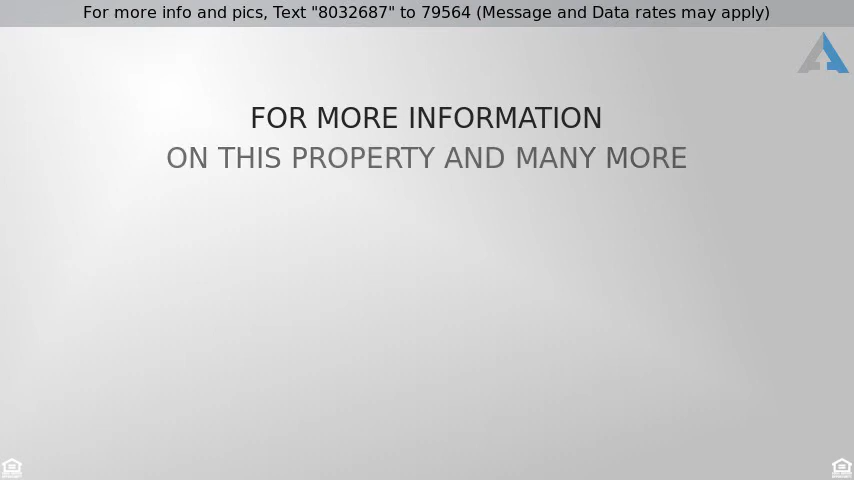 For more info and pics, Text "8032687" to 79564 (Message and Data rates may apply)
FOR MORE INFORMATION
ON THIS PROPERTY AND MANY MORE